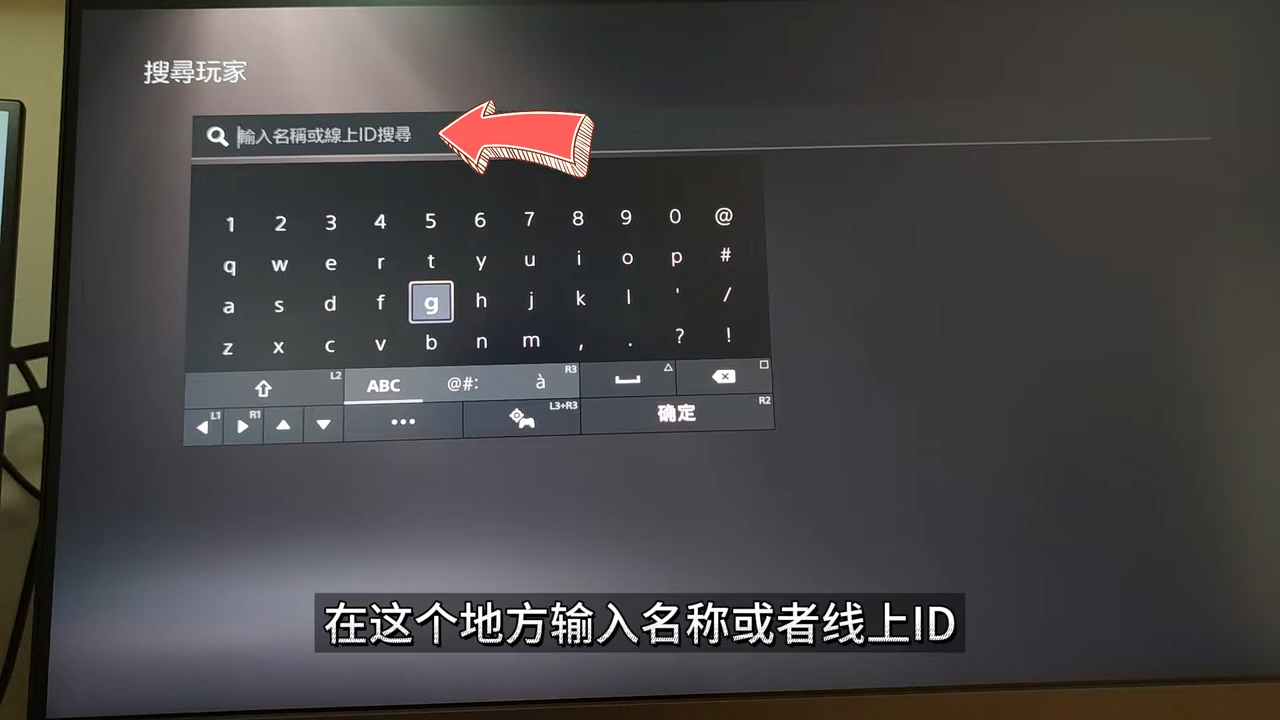 搜尋玩家
輸入名稱或線上ID搜尋
1 2 3 4 5 6 7 8 9 0 @
q w e r t y u i o p #
a s d f g h j k l ' /
z x c v b n m , . ? !
L2 ABC @#: à R3 △ □
L1 R1 ... L3+R3 确定 R2
在这个地方输入名称或者线上ID